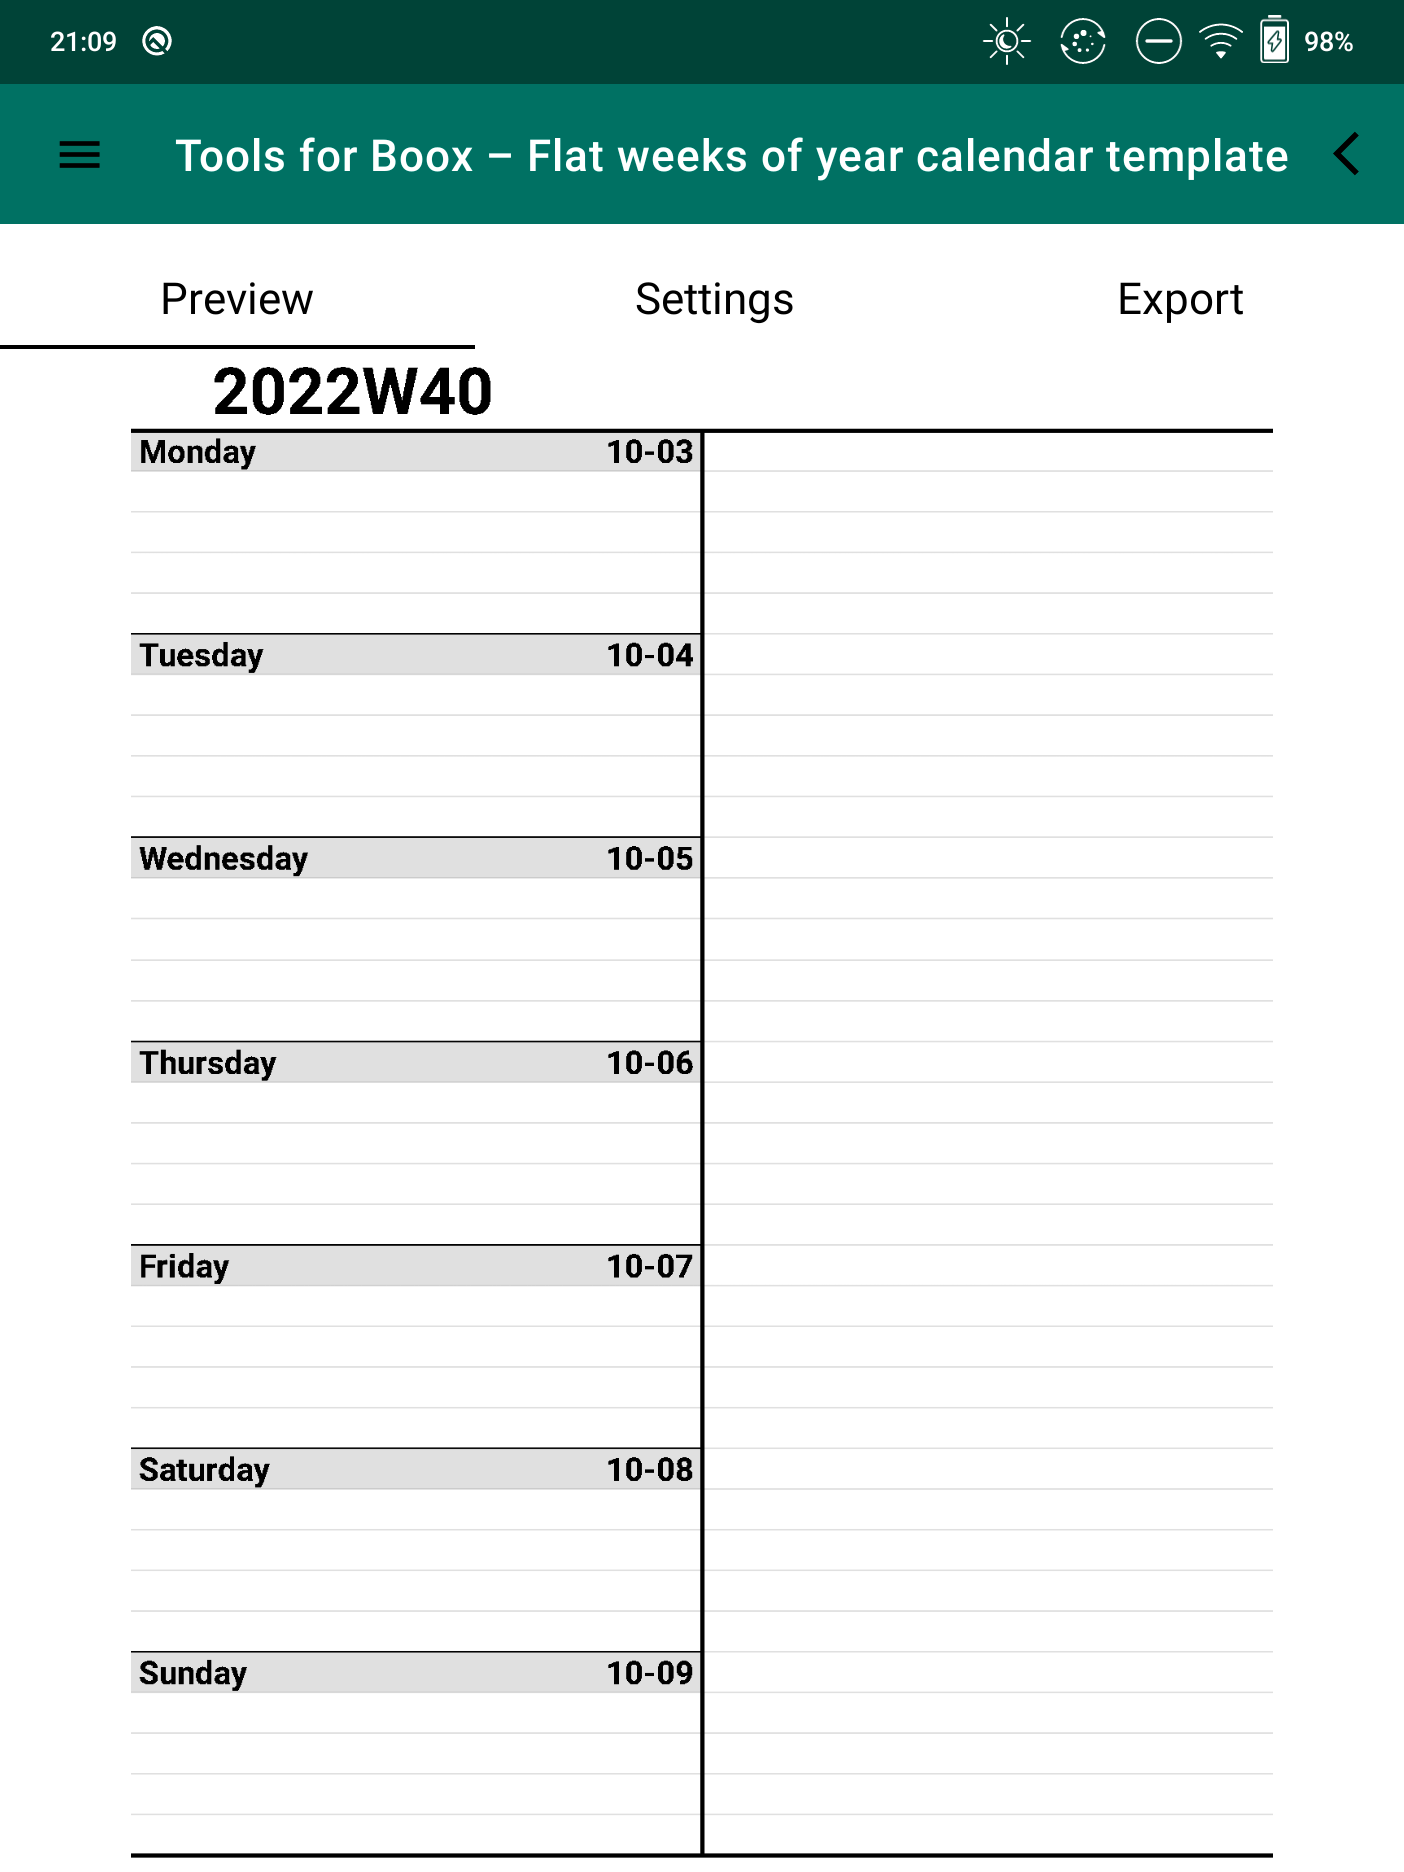 21:09 98%
Tools for Boox – Flat weeks of year calendar template
Preview Settings Export
2022W40
Monday 10-03
Tuesday 10-04
Wednesday 10-05
Thursday 10-06
Friday 10-07
Saturday 10-08
Sunday 10-09